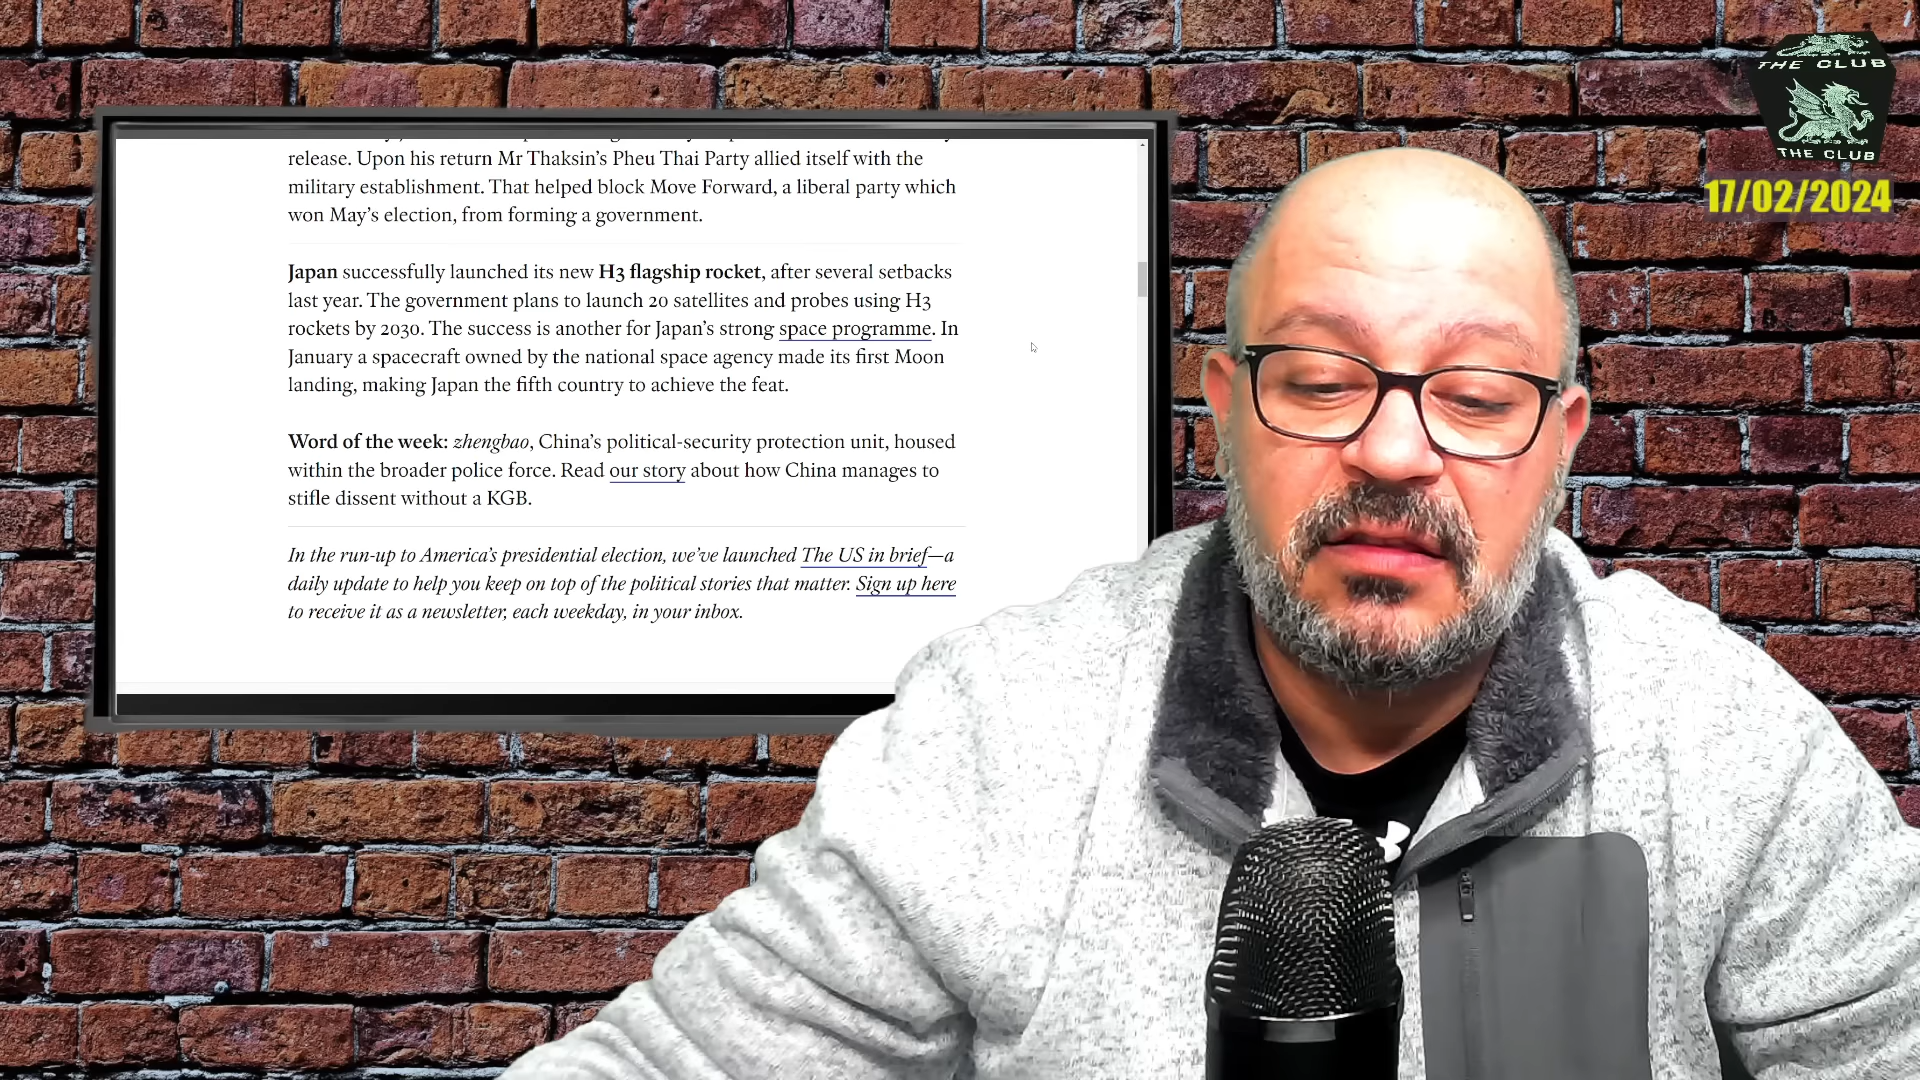 release. Upon his return Mr Thaksin's Pheu Thai Party allied itself with the
military establishment. That helped block Move Forward, a liberal party which
won May's election, from forming a government.
Japan successfully launched its new H3 flagship rocket, after several setbacks
last year. The government plans to launch 20 satellites and probes using H3
rockets by 2030. The success is another for Japan's strong space programme. In
January a spacecraft owned by the national space agency made its first Moon
landing, making Japan the fifth country to achieve the feat.
Word of the week: zhengbao, China's political-security protection unit, housed
within the broader police force. Read our story about how China manages to
stifle dissent without a KGB.
In the run-up to America's presidential election, we've launched The US in brief—a
daily update to help you keep on top of the political stories that matter. Sign up here
to receive it as a newsletter, each weekday, in your inbox.
THE CLUB
THE CLUB
17/02/2024